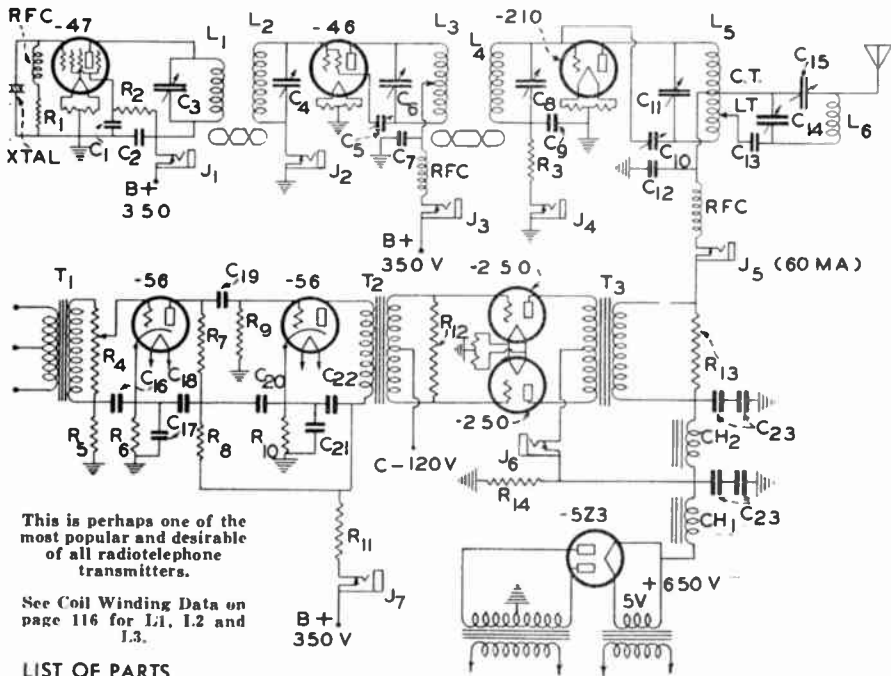 RFC -47 L1 L2 -46 L3 -210 L5
L4 C15
C.T.
R2 C3 C4 C6 C8 C11 LT C14 L6
R1 C1 C2 C5 C7 C9 C10 C13
XTAL J1 J2 RFC R3 C12
B+ 350 J3 J4 RFC
B+ 350 V J5 (60 MA)
T1 -56 C19 -56 T2 -250 T3
R4 R7 R9 R12 R13
C16 C18 C20 C22 -250
R5 R6 C17 R8 R10 C21 C-120V J6 CH2 C23
R14 C23
CH1
This is perhaps one of the
most popular and desirable
of all radiotelephone
transmitters.
R11 -5Z3
See Coil Winding Data on
page 116 for L1, L2 and
L3.
J7 5V +650V
B+ 350 V
LIST OF PARTS